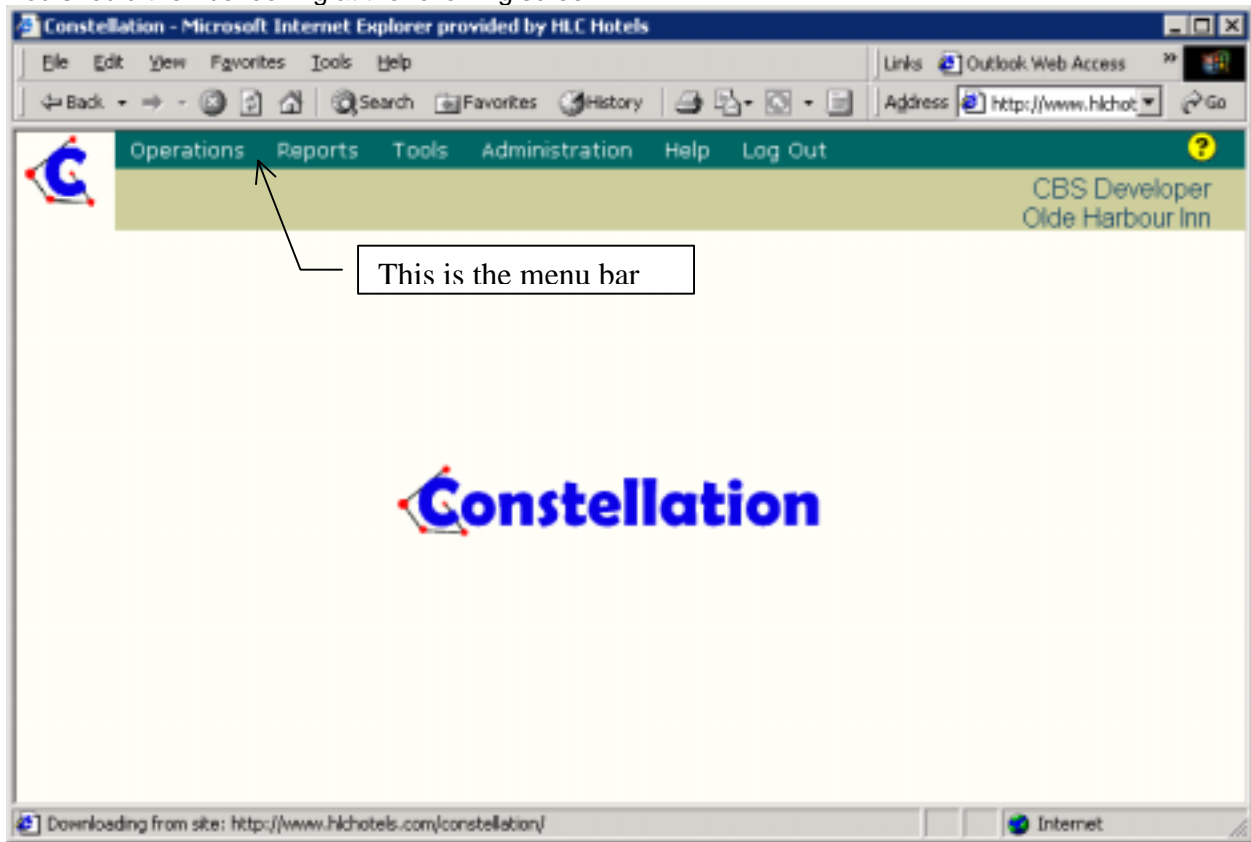 Constellation - Microsoft Internet Explorer provided by HLC Hotels
File Edit View Favorites Tools Help
Links Outlook Web Access »
Back Search Favorites History
Address http://www.hlchot Go
C Operations Reports Tools Administration Help Log Out ?
CBS Developer
Olde Harbour Inn
This is the menu bar
Constellation
Downloading from site: http://www.hlchotels.com/constellation/
Internet